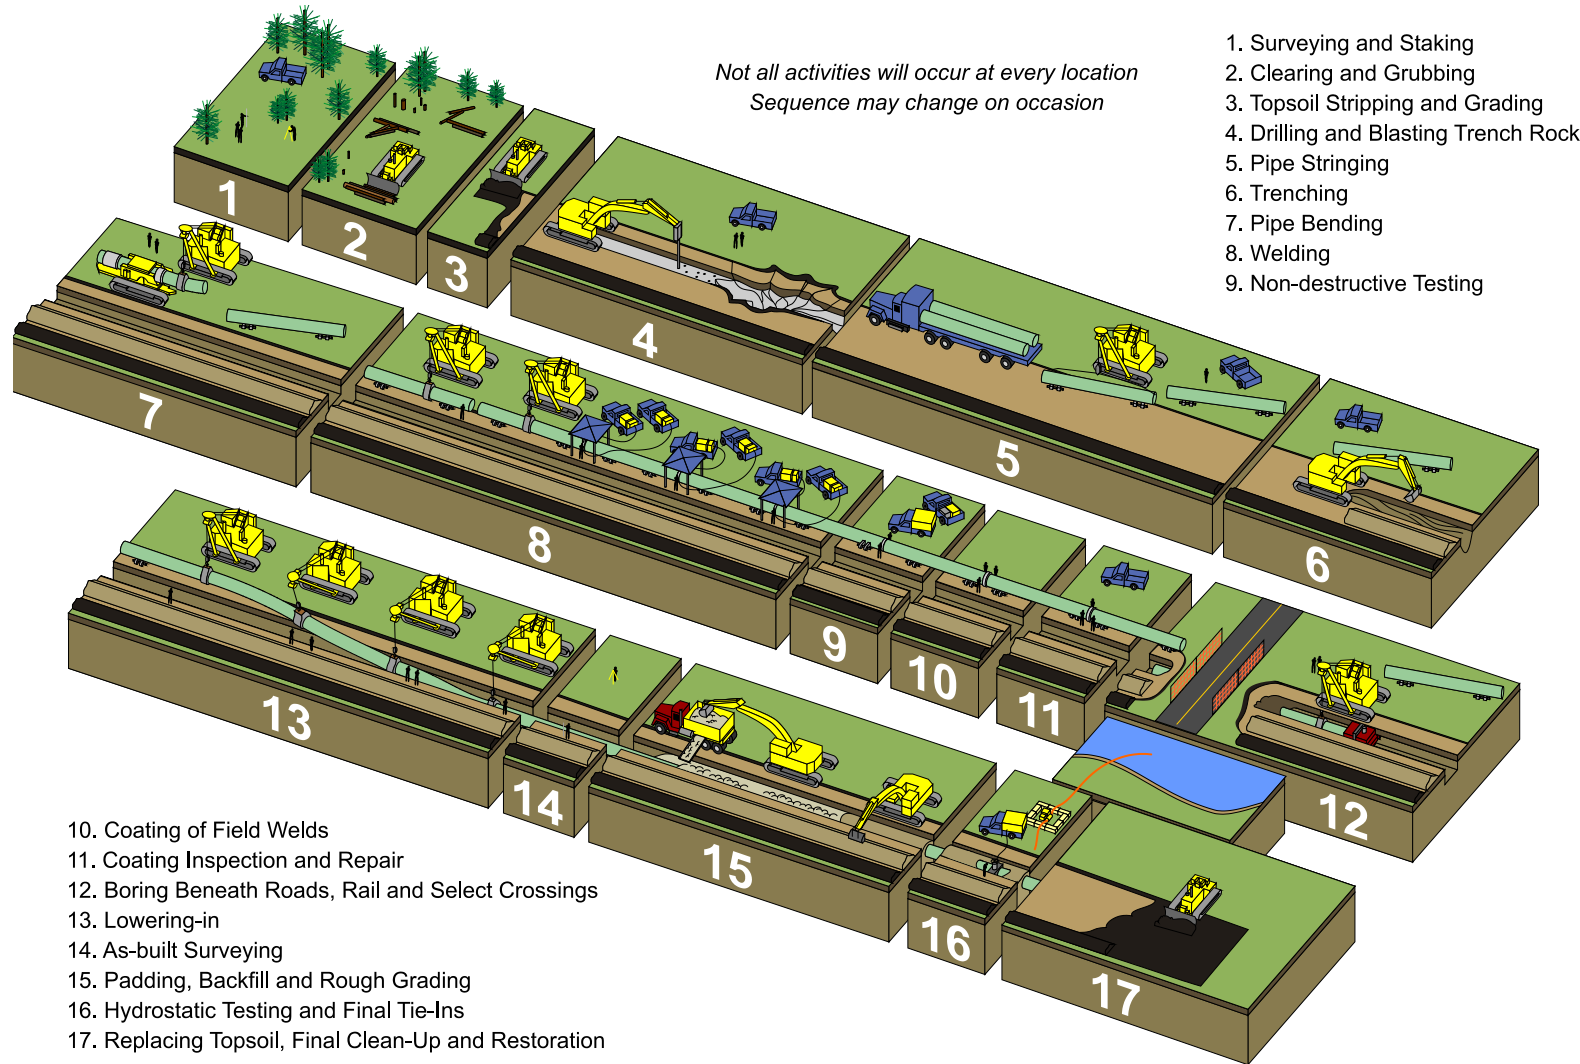 Not all activities will occur at every location
Sequence may change on occasion
1. Surveying and Staking
2. Clearing and Grubbing
3. Topsoil Stripping and Grading
4. Drilling and Blasting Trench Rock
5. Pipe Stringing
6. Trenching
7. Pipe Bending
8. Welding
9. Non-destructive Testing
1
2
3
4
5
6
7
8
9
10
11
12
13
14
15
16
17
10. Coating of Field Welds
11. Coating Inspection and Repair
12. Boring Beneath Roads, Rail and Select Crossings
13. Lowering-in
14. As-built Surveying
15. Padding, Backfill and Rough Grading
16. Hydrostatic Testing and Final Tie-Ins
17. Replacing Topsoil, Final Clean-Up and Restoration